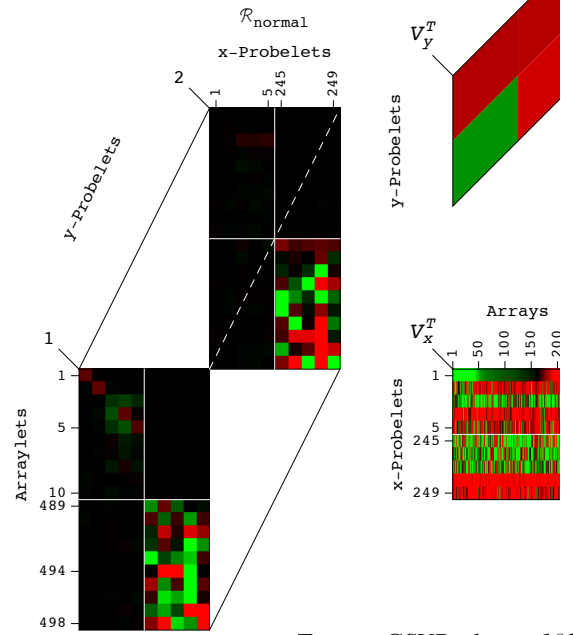 ℛnormal
x-Probelets
1 5 245 249
2
y-Probelets
V_y^T
y-Probelets
1
Arraylets
1
5
10
489
494
498
V_x^T
Arrays
1 50 100 150 200
x-Probelets
1
5
245
249